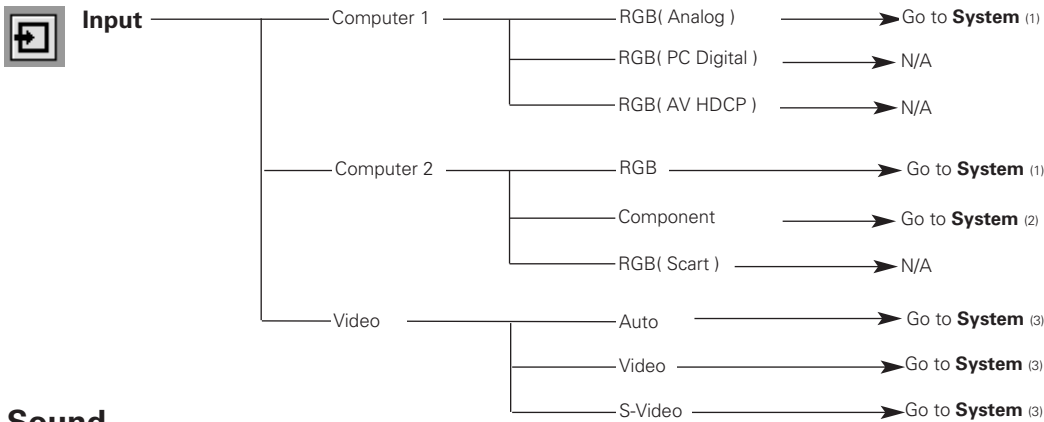 Input Computer 1 RGB( Analog ) Go to System (1)
RGB( PC Digital ) N/A
RGB( AV HDCP ) N/A
Computer 2 RGB Go to System (1)
Component Go to System (2)
RGB( Scart ) N/A
Video Auto Go to System (3)
Video Go to System (3)
S-Video Go to System (3)
Sound